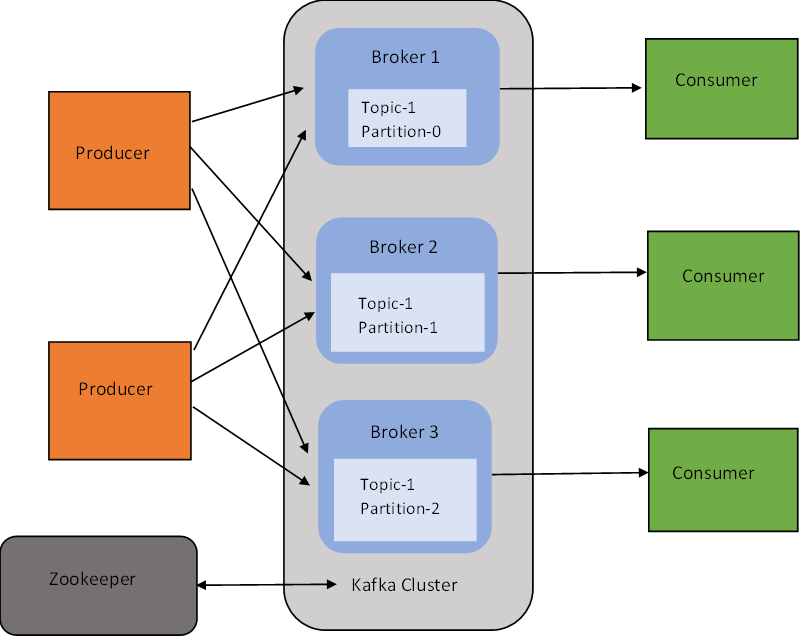 Broker 1
Topic-1
Partition-0
Consumer
Producer
Broker 2
Topic-1
Partition-1
Consumer
Producer
Broker 3
Topic-1
Partition-2
Consumer
Zookeeper
Kafka Cluster